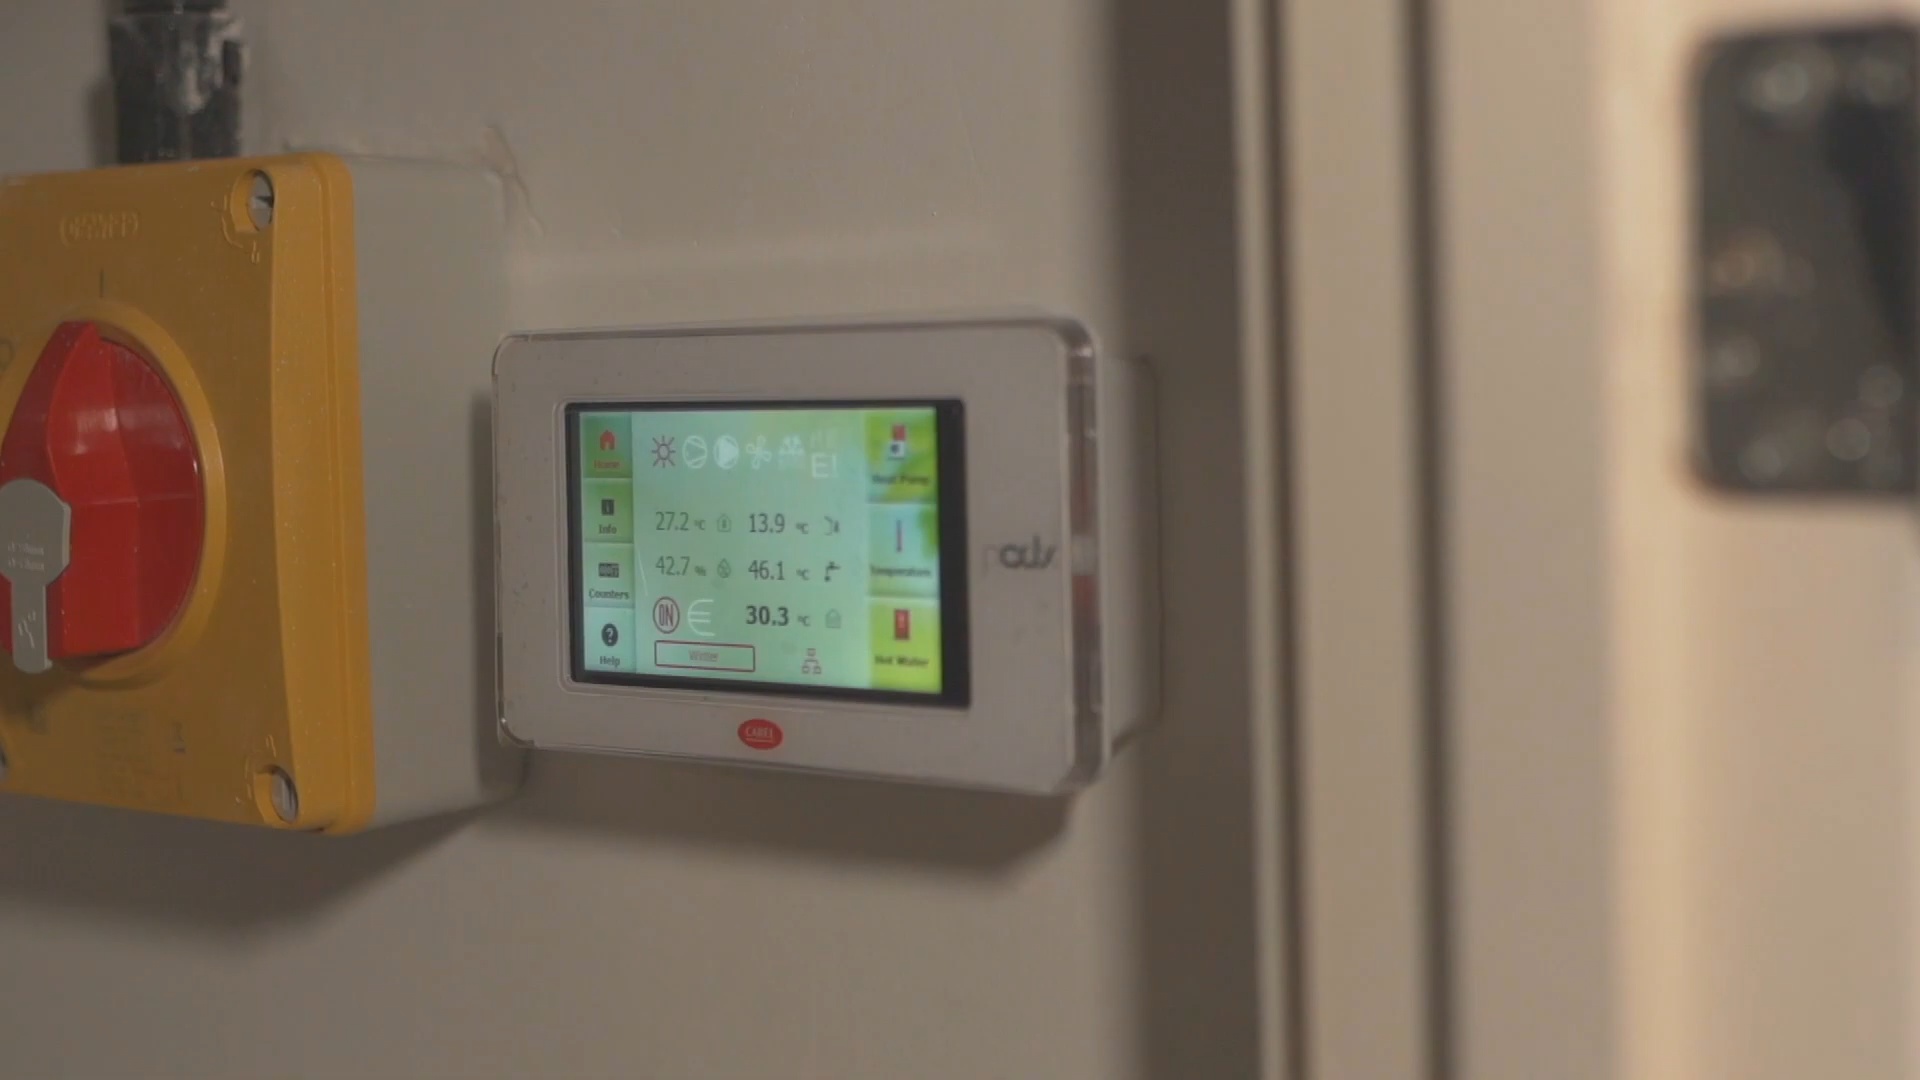 Home
Heat Pump
Info
27.2 °C 13.9 °C
42.7 % 46.1 °C
Temperature
Counters
ON 30.3 °C
Help
Winter
Hot Water
CAREL